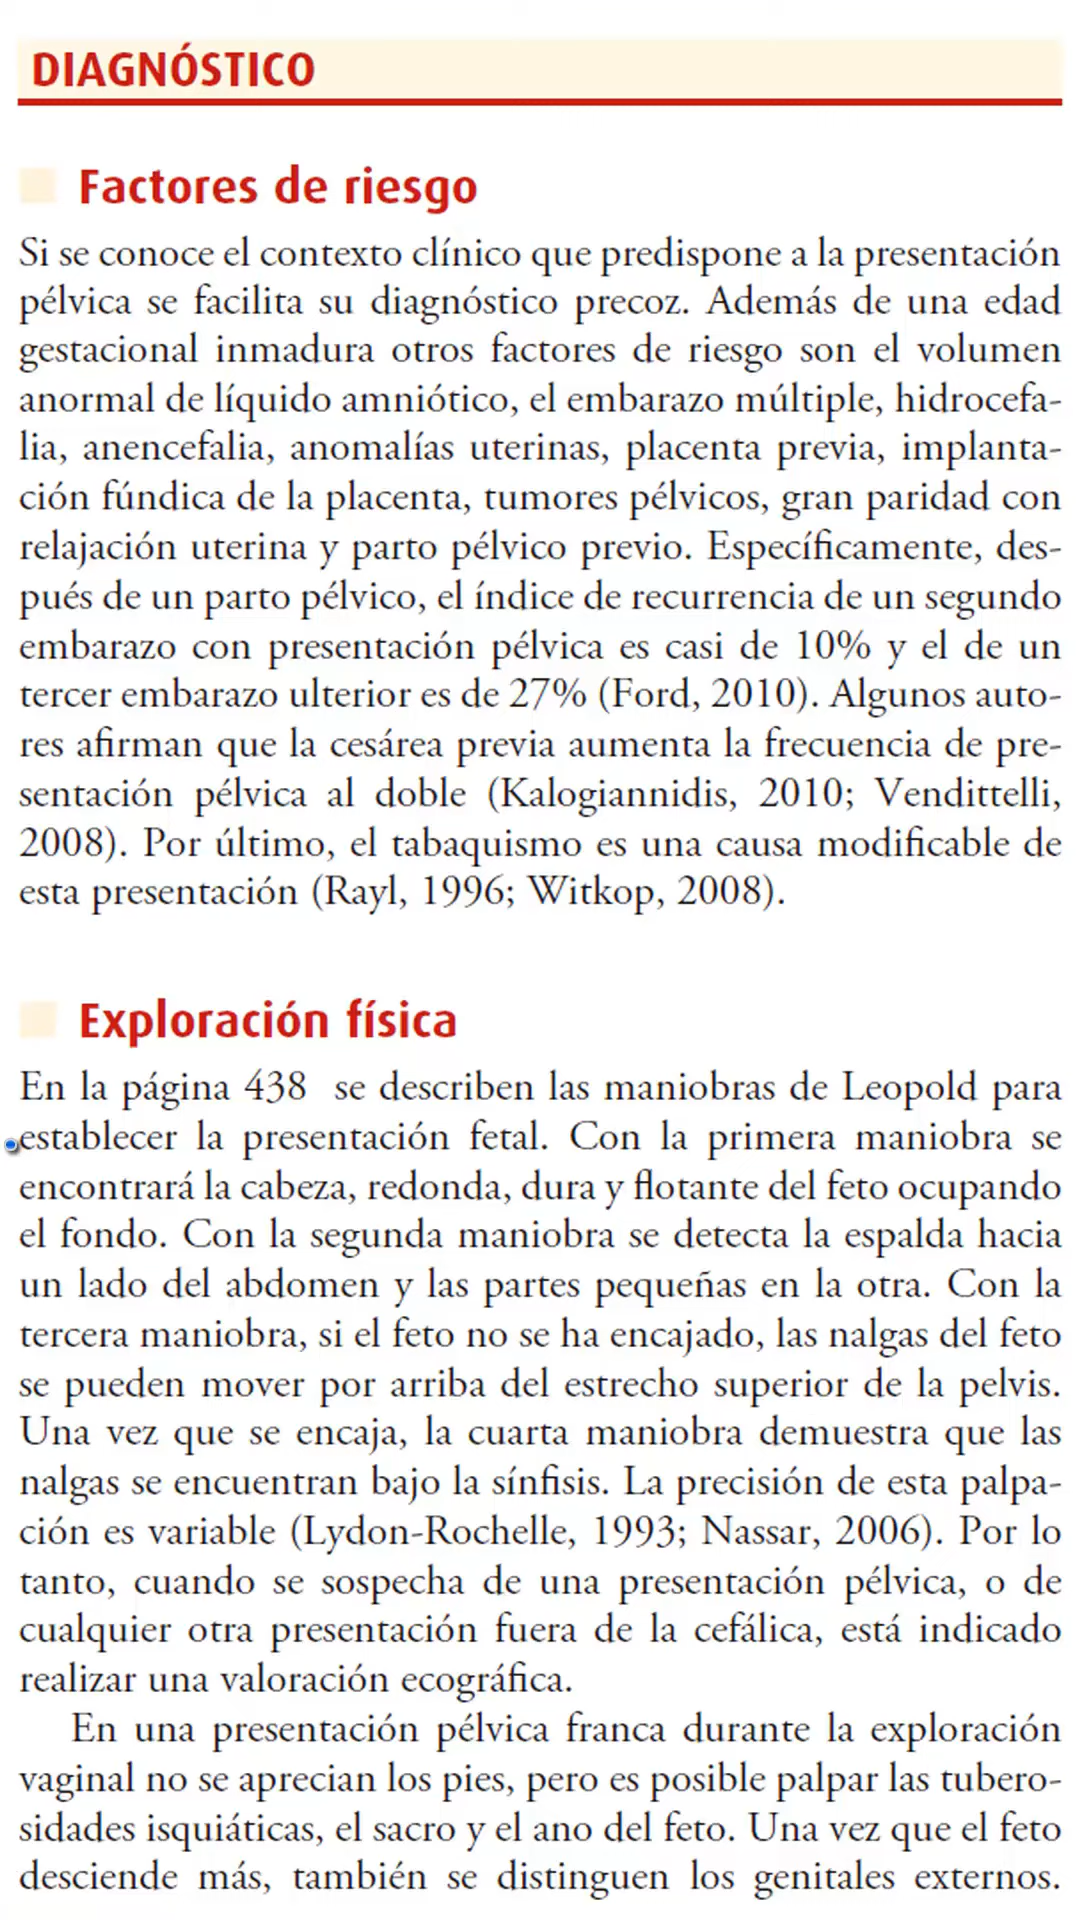 DIAGNÓSTICO
Factores de riesgo
Si se conoce el contexto clínico que predispone a la presentación
pélvica se facilita su diagnóstico precoz. Además de una edad
gestacional inmadura otros factores de riesgo son el volumen
anormal de líquido amniótico, el embarazo múltiple, hidrocefa-
lia, anencefalia, anomalías uterinas, placenta previa, implanta-
ción fúndica de la placenta, tumores pélvicos, gran paridad con
relajación uterina y parto pélvico previo. Específicamente, des-
pués de un parto pélvico, el índice de recurrencia de un segundo
embarazo con presentación pélvica es casi de 10% y el de un
tercer embarazo ulterior es de 27% (Ford, 2010). Algunos auto-
res afirman que la cesárea previa aumenta la frecuencia de pre-
sentación pélvica al doble (Kalogiannidis, 2010; Vendittelli,
2008). Por último, el tabaquismo es una causa modificable de
esta presentación (Rayl, 1996; Witkop, 2008).
Exploración física
En la página 438 se describen las maniobras de Leopold para
establecer la presentación fetal. Con la primera maniobra se
encontrará la cabeza, redonda, dura y flotante del feto ocupando
el fondo. Con la segunda maniobra se detecta la espalda hacia
un lado del abdomen y las partes pequeñas en la otra. Con la
tercera maniobra, si el feto no se ha encajado, las nalgas del feto
se pueden mover por arriba del estrecho superior de la pelvis.
Una vez que se encaja, la cuarta maniobra demuestra que las
nalgas se encuentran bajo la sínfisis. La precisión de esta palpa-
ción es variable (Lydon-Rochelle, 1993; Nassar, 2006). Por lo
tanto, cuando se sospecha de una presentación pélvica, o de
cualquier otra presentación fuera de la cefálica, está indicado
realizar una valoración ecográfica.
En una presentación pélvica franca durante la exploración
vaginal no se aprecian los pies, pero es posible palpar las tubero-
sidades isquiáticas, el sacro y el ano del feto. Una vez que el feto
desciende más, también se distinguen los genitales externos.